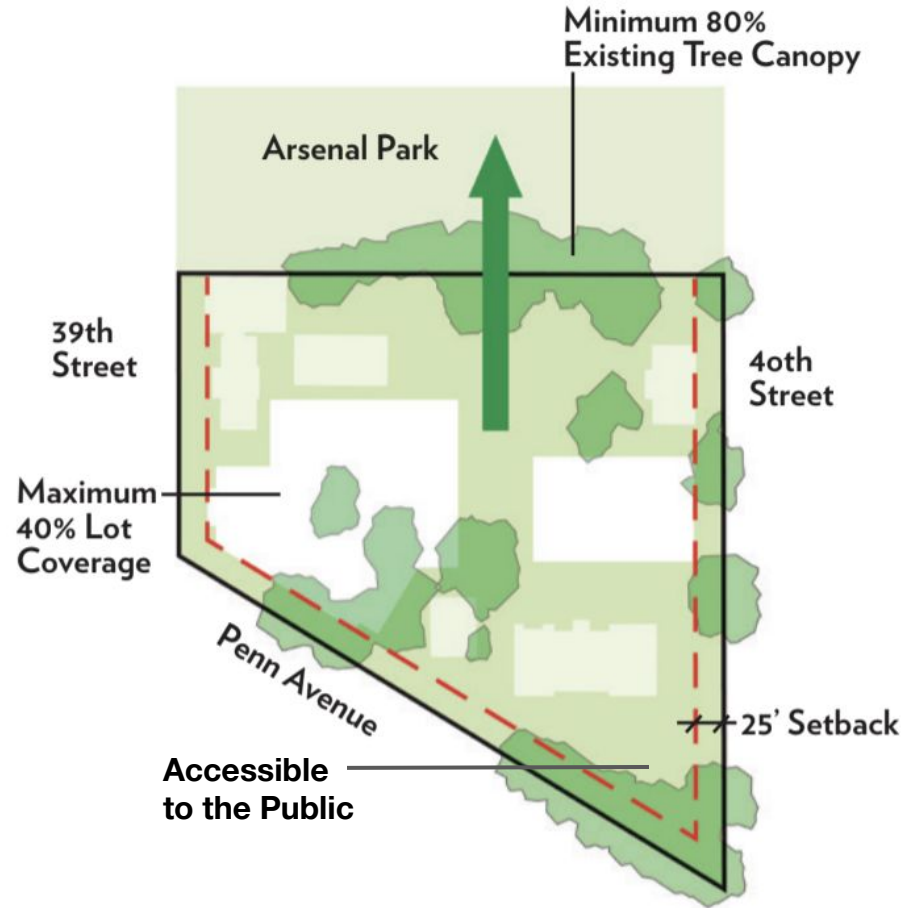 Minimum 80%
Existing Tree Canopy
Arsenal Park
39th
Street
40th
Street
Maximum
40% Lot
Coverage
Penn Avenue
25' Setback
Accessible
to the Public